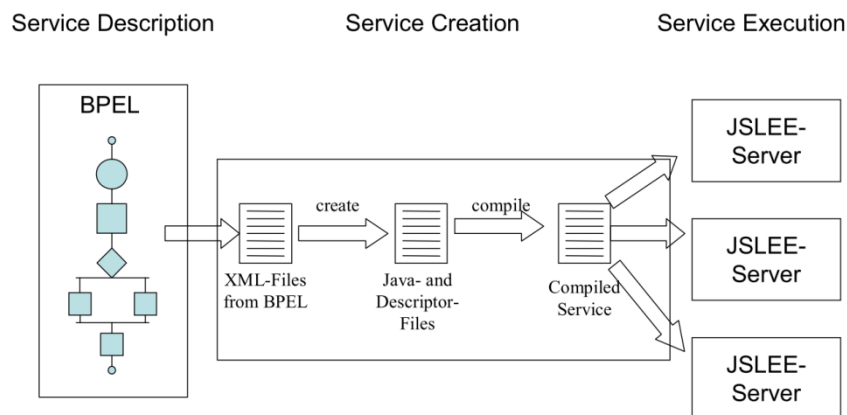 Service Description
Service Creation
Service Execution
BPEL
create
compile
XML-Files
from BPEL
Java- and
Descriptor-
Files
Compiled
Service
JSLEE-
Server
JSLEE-
Server
JSLEE-
Server